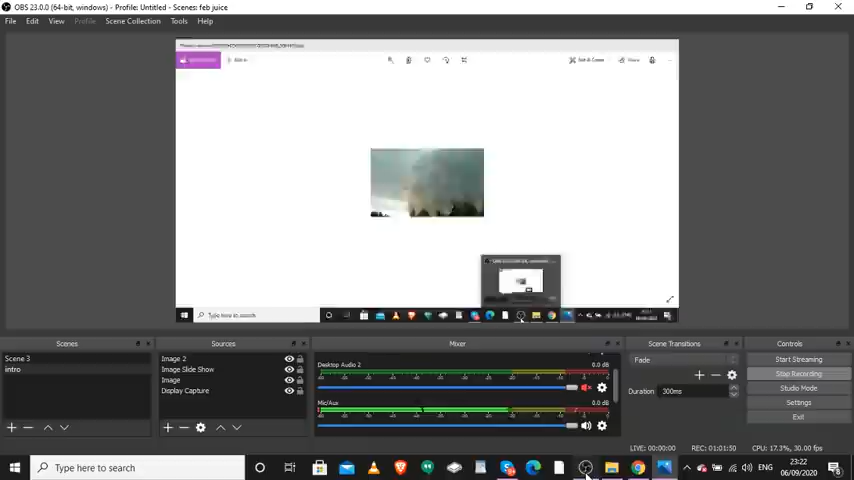 OBS 23.0.0 (64-bit, windows) - Profile: Untitled - Scenes: feb juice
File Edit View Profile Scene Collection Tools Help
Type here to search
Scenes
Scene 3
intro
Sources
Image 2
Image Slide Show
Image
Display Capture
Mixer
Desktop Audio 2 0.0 dB
Mic/Aux 0.0 dB
Scene Transitions
Fade
Duration 300ms
Controls
Start Streaming
Stop Recording
Studio Mode
Settings
Exit
LIVE: 00:00:00 REC: 01:01:50 CPU: 17.3%, 30.00 fps
Type here to search
ENG
23:22
06/09/2020